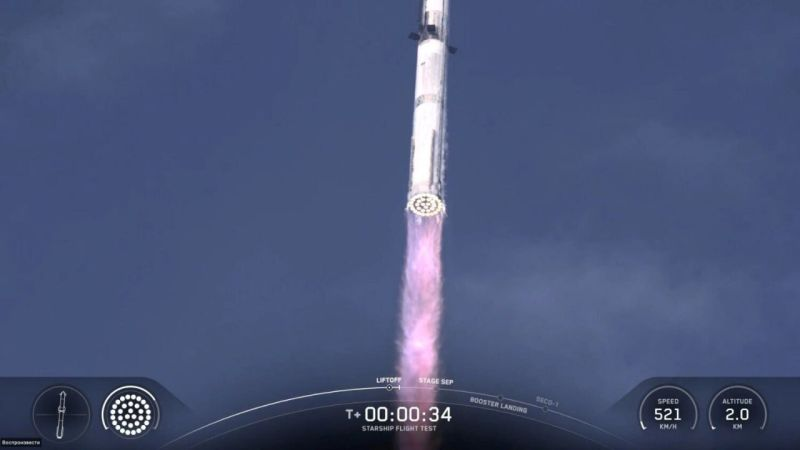 LIFTOFF
STAGE SEP
BOOSTER LANDING
SECO-1
T+ 00:00:34
STARSHIP FLIGHT TEST
SPEED
521
KM/H
ALTITUDE
2.0
KM
Воспроизвести